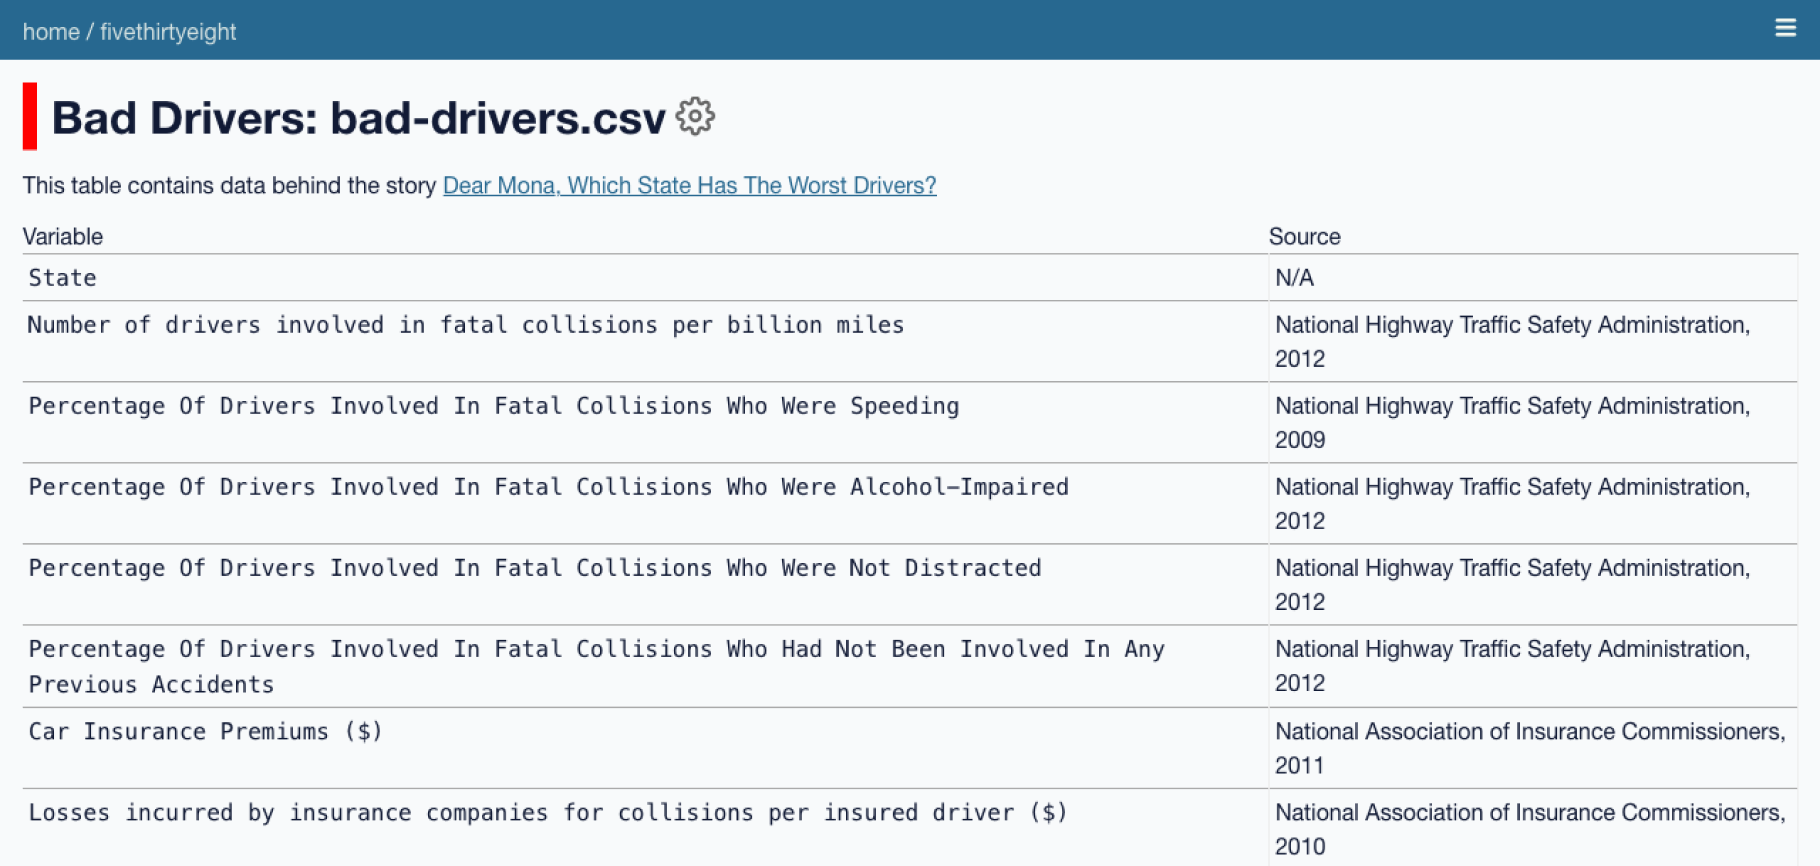 home / fivethirtyeight
Bad Drivers: bad-drivers.csv
This table contains data behind the story Dear Mona, Which State Has The Worst Drivers?
Variable Source
State N/A
Number of drivers involved in fatal collisions per billion miles National Highway Traffic Safety Administration,
2012
Percentage Of Drivers Involved In Fatal Collisions Who Were Speeding National Highway Traffic Safety Administration,
2009
Percentage Of Drivers Involved In Fatal Collisions Who Were Alcohol-Impaired National Highway Traffic Safety Administration,
2012
Percentage Of Drivers Involved In Fatal Collisions Who Were Not Distracted National Highway Traffic Safety Administration,
2012
Percentage Of Drivers Involved In Fatal Collisions Who Had Not Been Involved In Any National Highway Traffic Safety Administration,
Previous Accidents 2012
Car Insurance Premiums ($) National Association of Insurance Commissioners,
2011
Losses incurred by insurance companies for collisions per insured driver ($) National Association of Insurance Commissioners,
2010